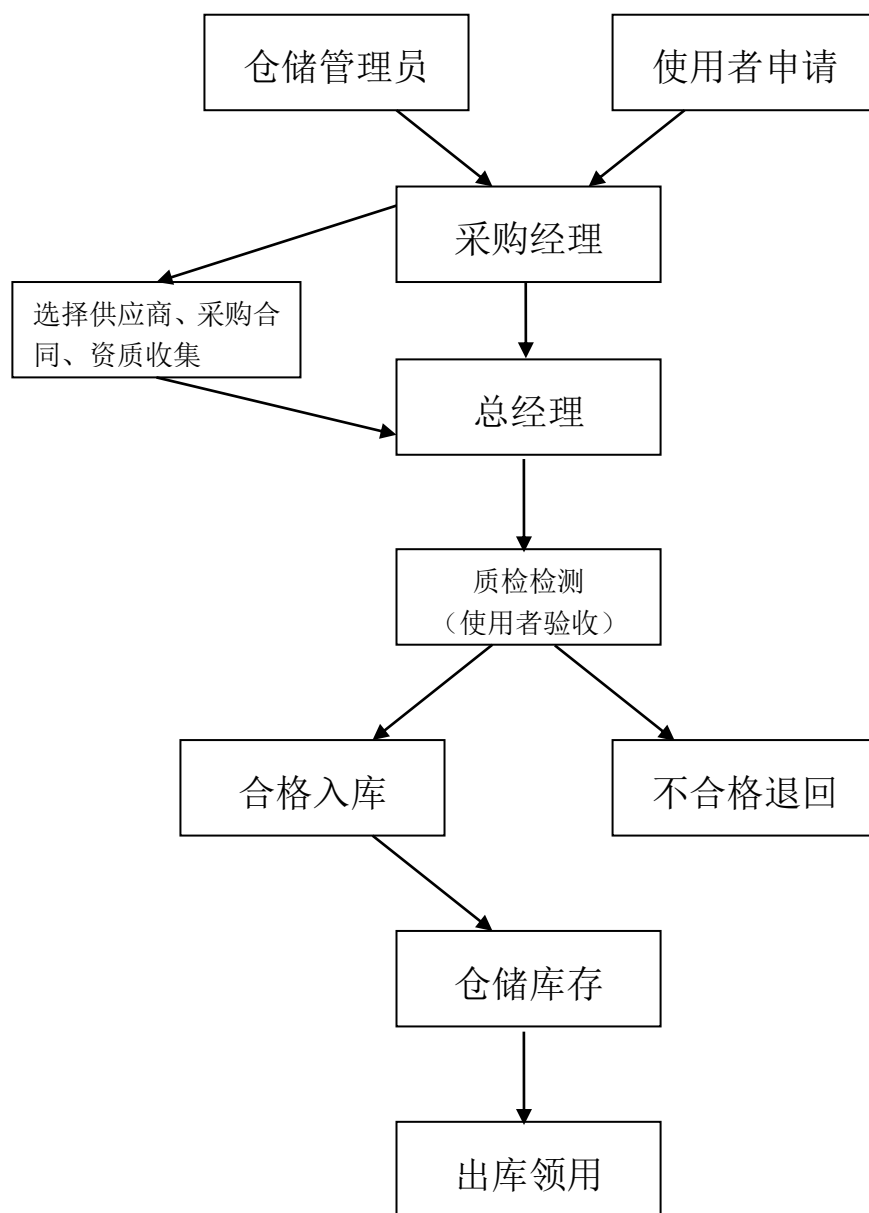 仓储管理员
使用者申请
采购经理
选择供应商、采购合
同、资质收集
总经理
质检检测
（使用者验收）
合格入库
不合格退回
仓储库存
出库领用